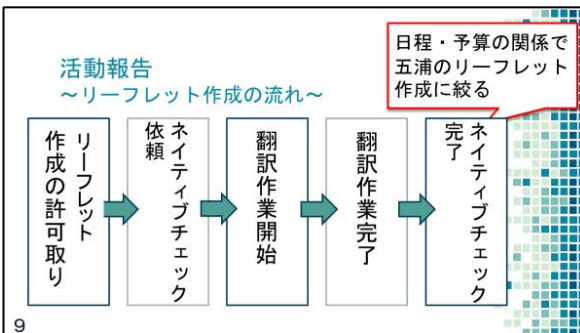 活動報告
～リーフレット作成の流れ～
日程・予算の関係で
五浦のリーフレット
作成に絞る
リーフレット
作成の許可取り
ネイティブチェック
依頼
翻訳作業開始
翻訳作業完了
ネイティブチェック
完了
9